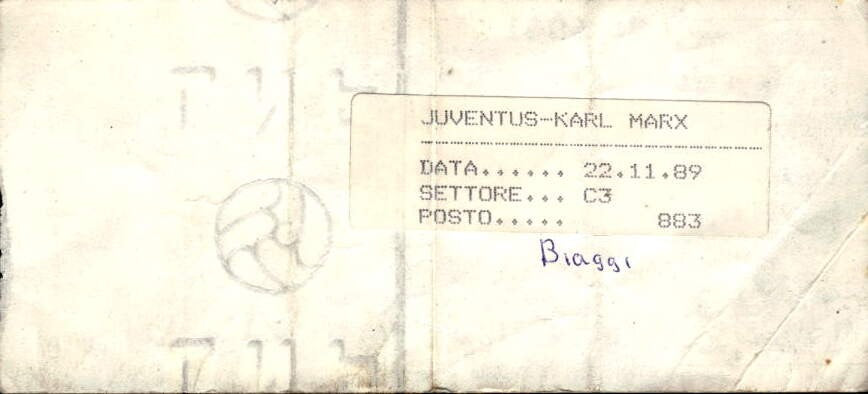 JUVENTUS-KARL MARX
DATA...... 22.11.89
SETTORE... C3
POSTO..... 883
Biaggi